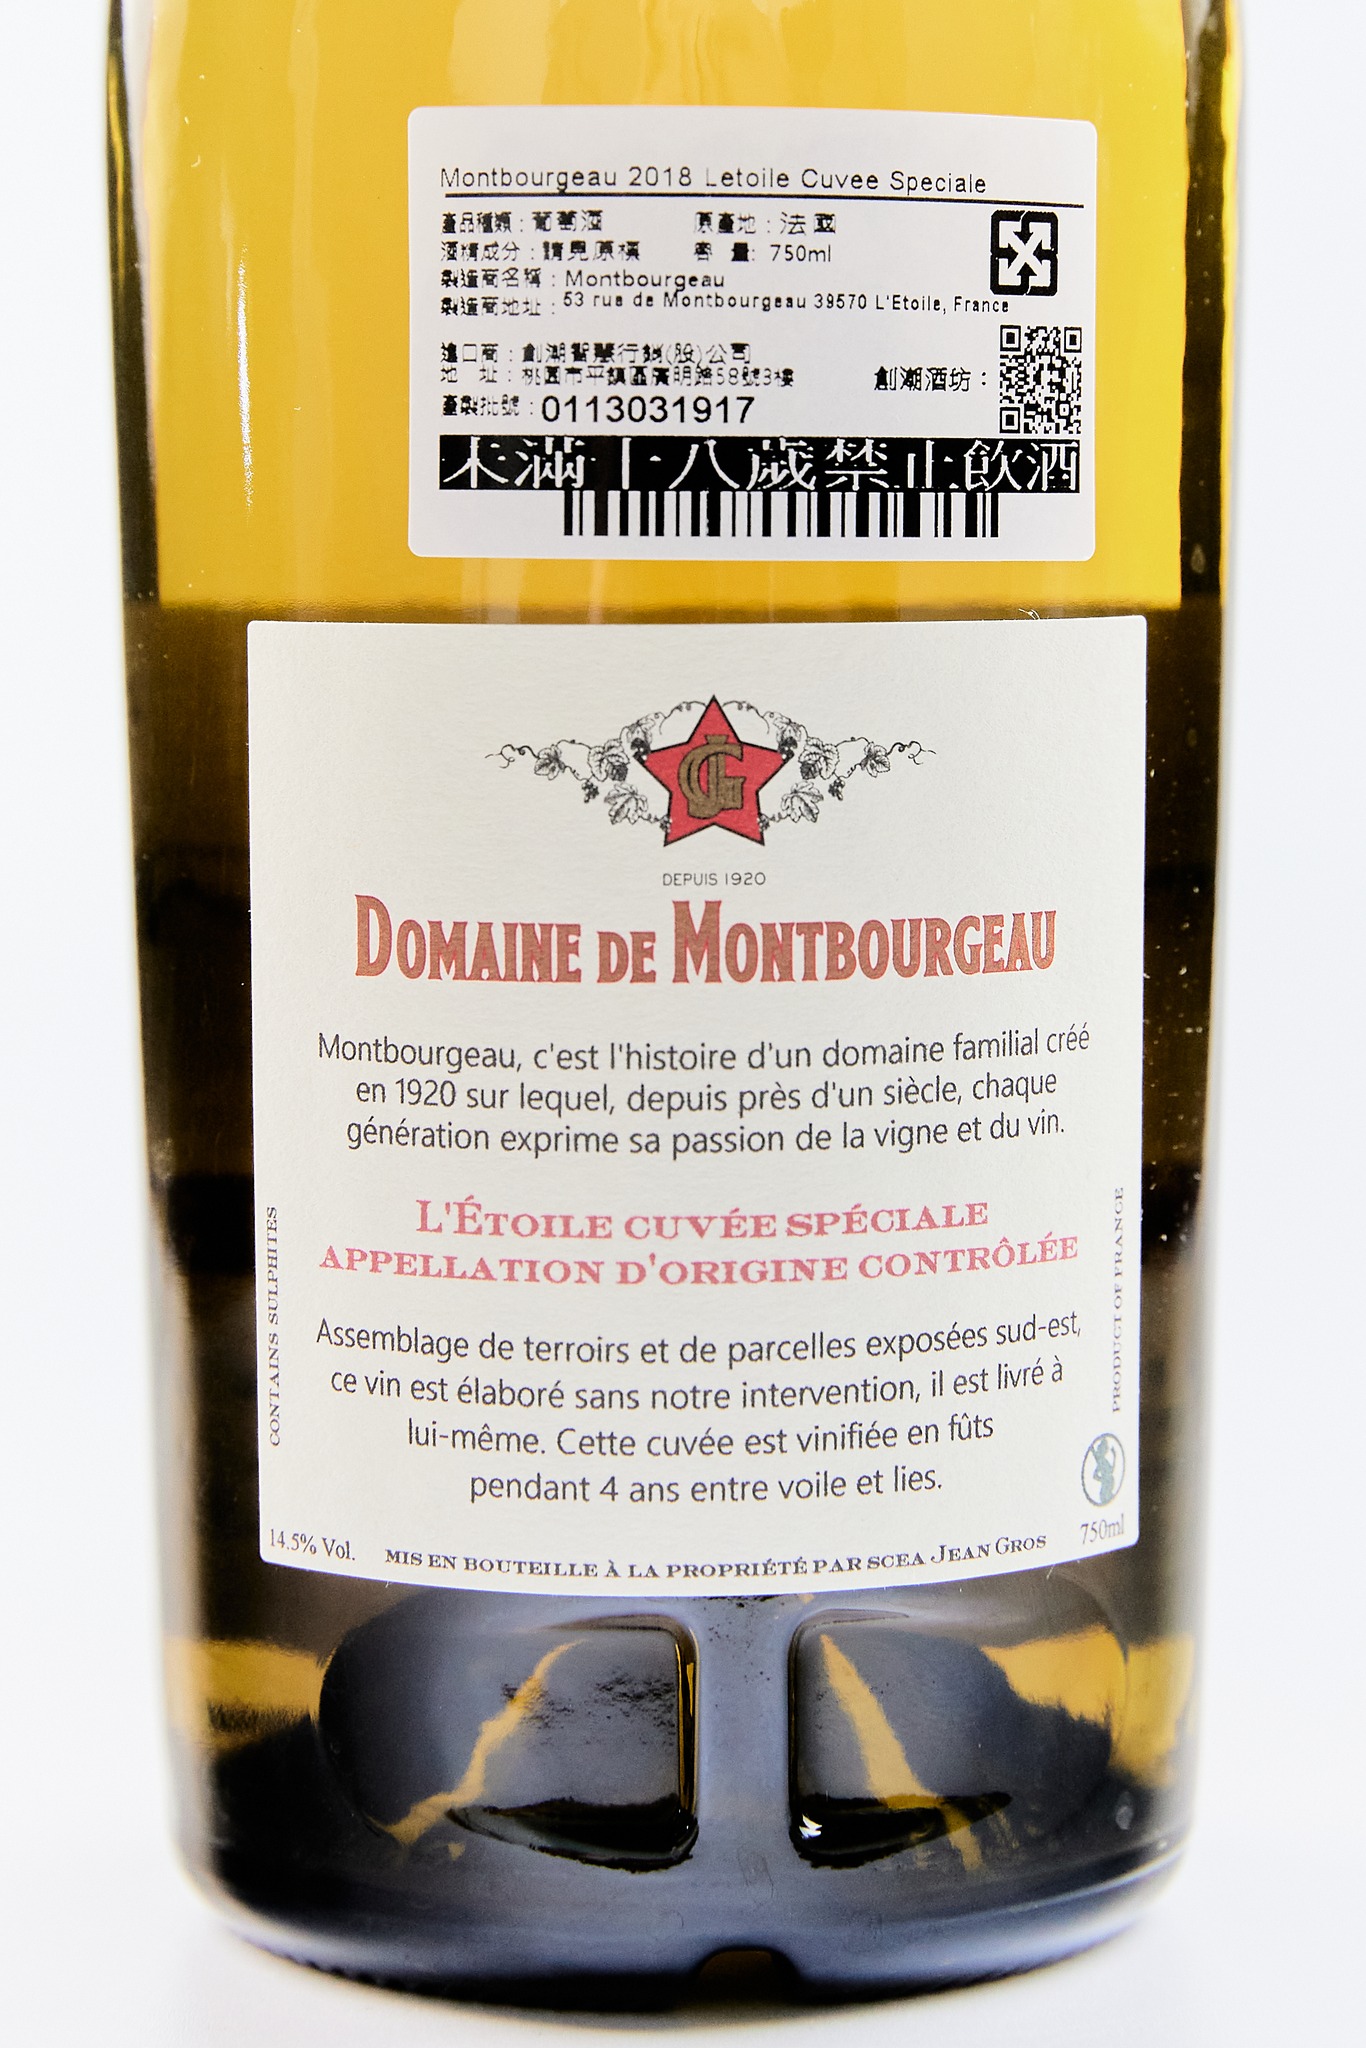 Montbourgeau 2018 Letoile Cuvee Speciale
產品種類：葡萄酒 原產地：法國
酒精成分：請見原標 容 量： 750ml
製造商名稱：Montbourgeau
製造商地址：53 rue de Montbourgeau 39570 L'Etoile, France
進口商：創潮智慧行銷(股)公司
地 址：桃園市平鎮區廣明路58號3樓
創潮酒坊：
產製批號：0113031917
未滿十八歲禁止飲酒
JG
DEPUIS 1920
DOMAINE DE MONTBOURGEAU
Montbourgeau, c'est l'histoire d'un domaine familial créé
en 1920 sur lequel, depuis près d'un siècle, chaque
génération exprime sa passion de la vigne et du vin.
L'ÉTOILE CUVÉE SPÉCIALE
APPELLATION D'ORIGINE CONTRÔLÉE
Assemblage de terroirs et de parcelles exposées sud-est,
ce vin est élaboré sans notre intervention, il est livré à
lui-même. Cette cuvée est vinifiée en fûts
pendant 4 ans entre voile et lies.
CONTAINS SULPHITES
PRODUCT OF FRANCE
14.5% Vol.
MIS EN BOUTEILLE À LA PROPRIÉTÉ PAR SCEA JEAN GROS
750ml